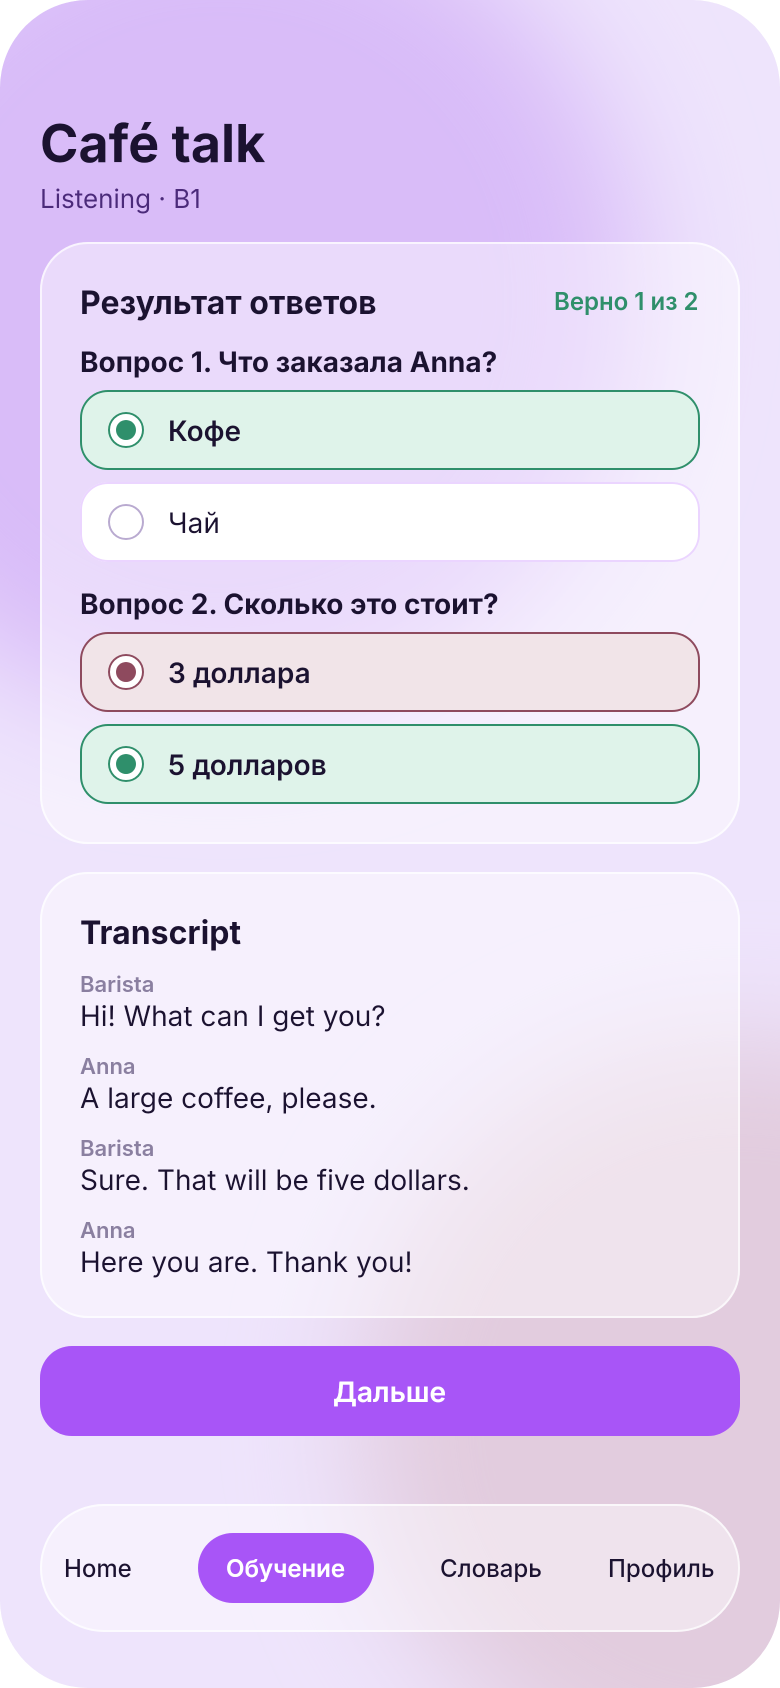 Café talk
Listening · B1
Результат ответов
Верно 1 из 2
Вопрос 1. Что заказала Anna?
Кофе
Чай
Вопрос 2. Сколько это стоит?
3 доллара
5 долларов
Transcript
Barista
Hi! What can I get you?
Anna
A large coffee, please.
Barista
Sure. That will be five dollars.
Anna
Here you are. Thank you!
Дальше
Home
Обучение
Словарь
Профиль